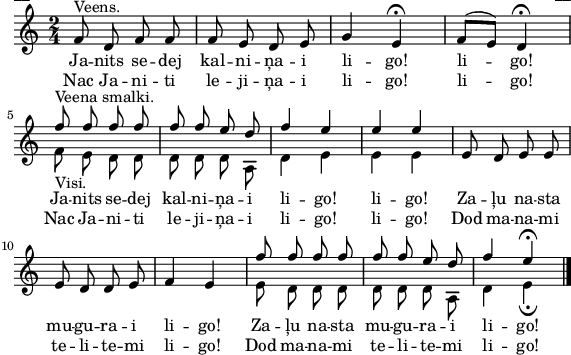 Veens.
2
4
Ja -- nits se -- dej kal -- ni -- ņa -- i li -- go! li -- go!
Nac Ja -- ni -- ti le -- ji -- ņa -- i li -- go! li -- go!
5
Veena smalki.
Visi.
Ja -- nits se -- dej kal -- ni -- ņa -- i li -- go! li -- go! Za -- ļu na -- sta
Nac Ja -- ni -- ti le -- ji -- ņa -- i li -- go! li -- go! Dod ma -- na -- mi
10
mu -- gu -- ra -- i li -- go! Za -- ļu na -- sta mu -- gu -- ra -- i li -- go!
te -- li -- te -- mi li -- go! Dod ma -- na -- mi te -- li -- te -- mi li -- go!